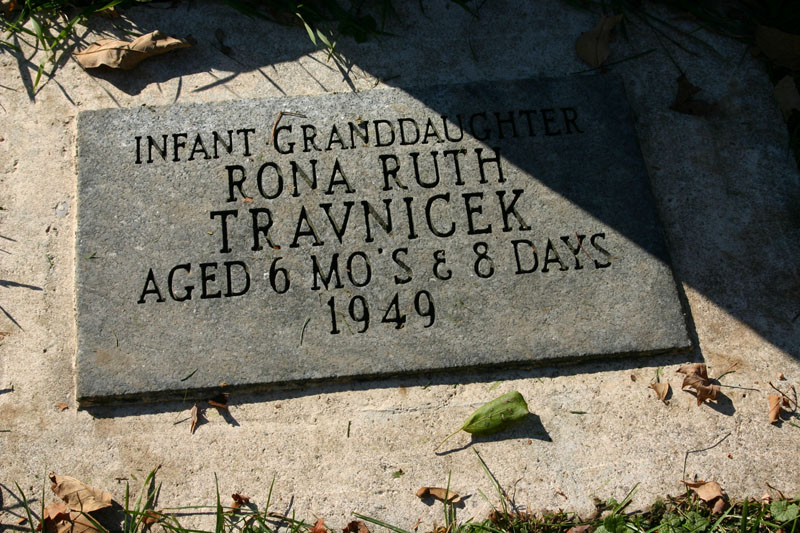 INFANT GRANDDAUGHTER
RONA RUTH
TRAVNICEK
AGED 6 MO'S & 8 DAYS
1949